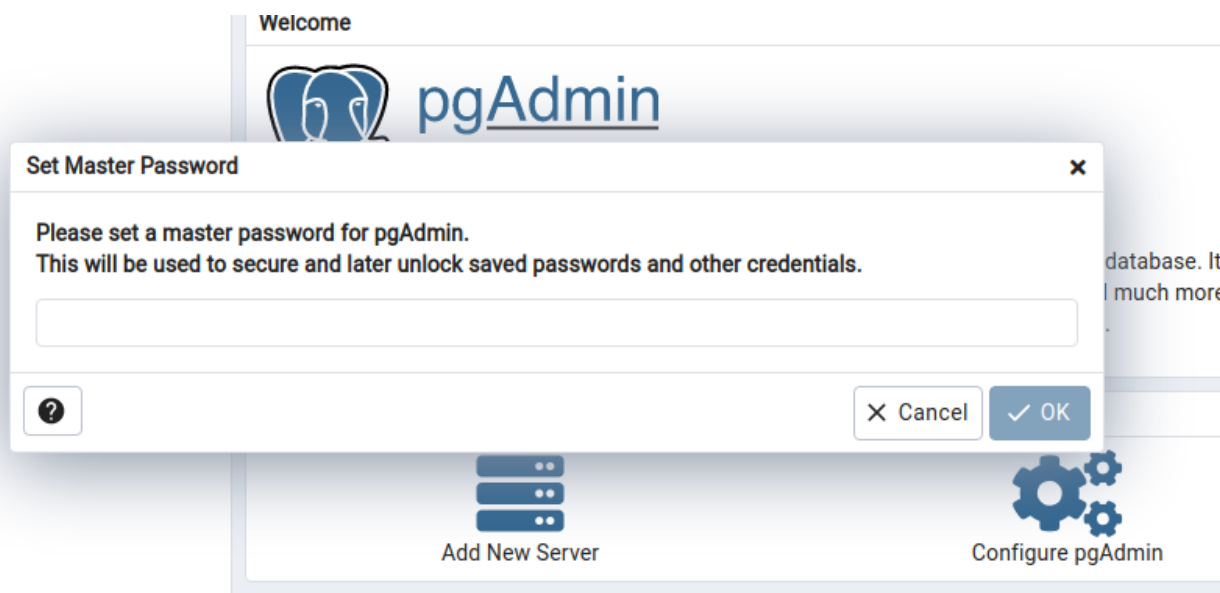 Welcome
pgAdmin
Set Master Password
Please set a master password for pgAdmin.
This will be used to secure and later unlock saved passwords and other credentials.
database. It
much more
Cancel
OK
Add New Server
Configure pgAdmin